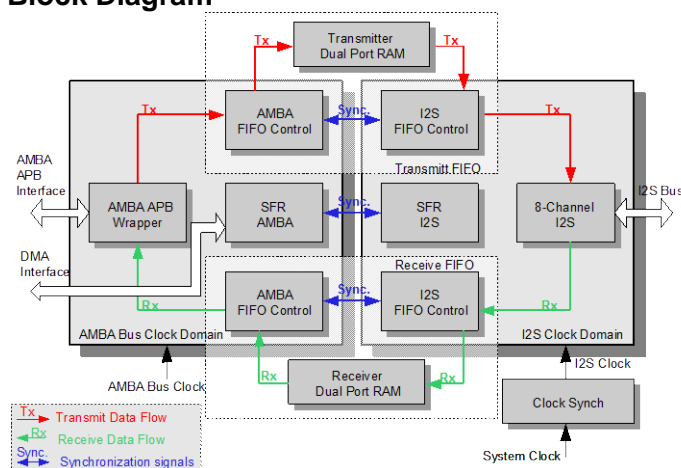 Block Diagram
Tx
Transmitter
Dual Port RAM
Tx
Tx
AMBA
FIFO Control
Sync.
I2S
FIFO Control
Tx
Transmitt FIFO
AMBA
APB
Interface
AMBA APB
Wrapper
SFR
AMBA
Sync.
SFR
I2S
8-Channel
I2S
I2S Bus
DMA
Interface
Receive FIFO
Rx
AMBA
FIFO Control
Sync.
I2S
FIFO Control
Rx
AMBA Bus Clock Domain
I2S Clock Domain
AMBA Bus Clock
Rx
Receiver
Dual Port RAM
Rx
I2S Clock
Clock Synch
System Clock
Tx
Transmit Data Flow
Rx
Receive Data Flow
Sync.
Synchronization signals